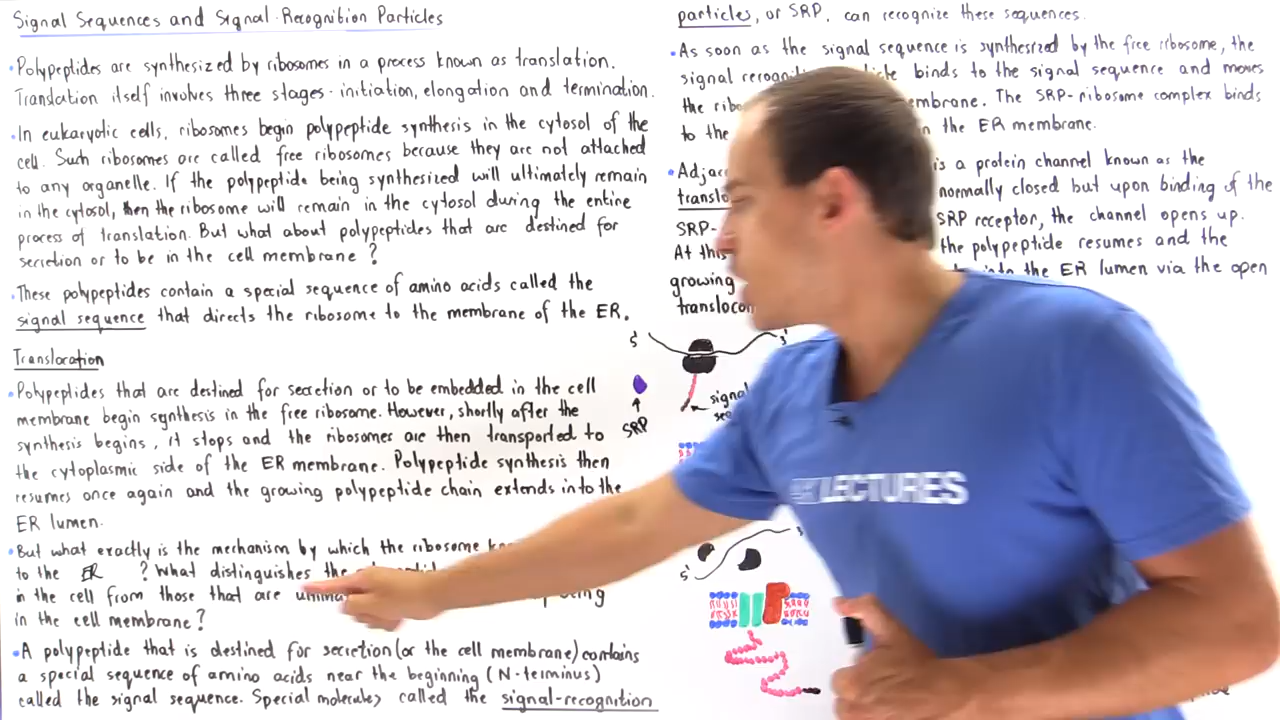 Signal Sequences and Signal-Recognition Particles
• Polypeptides are synthesized by ribosomes in a process known as translation.
Translation itself involves three stages - initiation, elongation and termination.
• In eukaryotic cells, ribosomes begin polypeptide synthesis in the cytosol of the
cell. Such ribosomes are called free ribosomes because they are not attached
to any organelle. If the polypeptide being synthesized will ultimately remain
in the cytosol, then the ribosome will remain in the cytosol during the entire
process of translation. But what about polypeptides that are destined for
secretion or to be in the cell membrane?
• These polypeptides contain a special sequence of amino acids called the
signal sequence that directs the ribosome to the membrane of the ER.
Translocation
• Polypeptides that are destined for secretion or to be embedded in the cell
membrane begin synthesis in the free ribosome. However, shortly after the
synthesis begins, it stops and the ribosomes are then transported to
the cytoplasmic side of the ER membrane. Polypeptide synthesis then
resumes once again and the growing polypeptide chain extends into the
ER lumen.
• But what exactly is the mechanism by which the ribosome
to the ER ? What distinguishes the
in the cell from those that are
in the cell membrane?
• A polypeptide that is destined for secretion (or the cell membrane) contains
a special sequence of amino acids near the beginning (N-terminus)
called the signal sequence. Special molecules called the signal-recognition
particles, or SRP, can recognize these sequences.
• As soon as the signal sequence is synthesized by the free ribosome, the
signal binds to the signal sequence and moves
the The SRP-ribosome complex binds
to the the ER membrane.
is a protein channel known as the
normally closed but upon binding of the
SRP- SRP receptor, the channel opens up.
At this the polypeptide resumes and the
growing into the ER lumen via the open
5' 3'
signal
SRP
5'
LECTURES